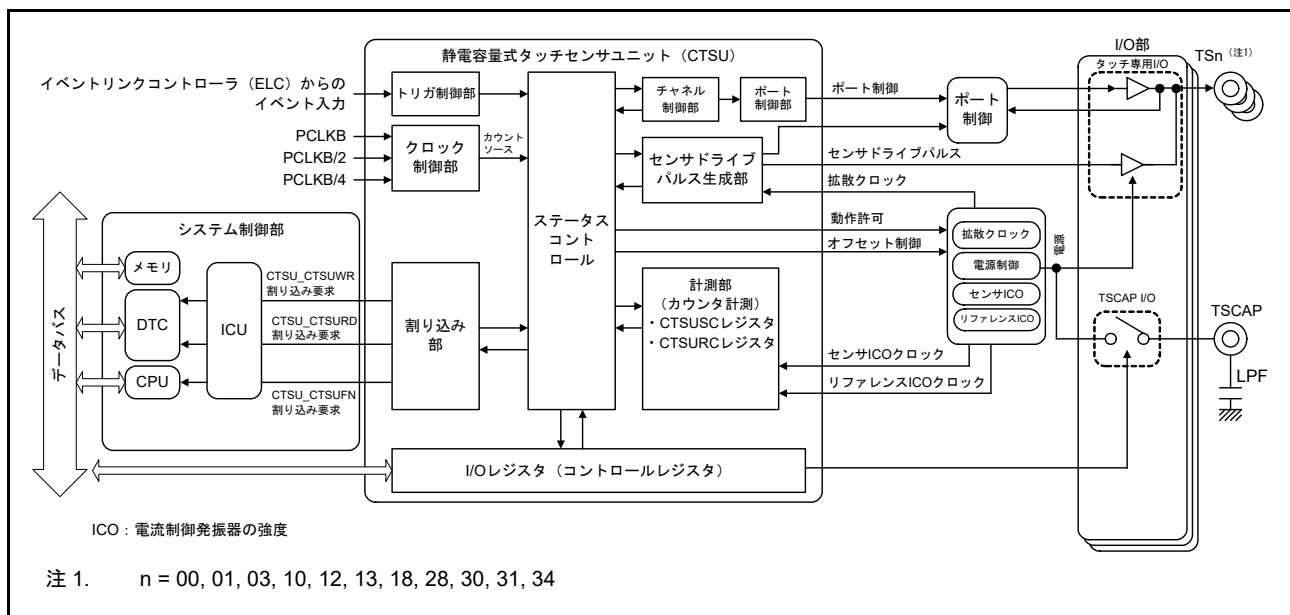 静電容量式タッチセンサユニット（CTSU）
I/O部
TSn（注1）
タッチ専用I/O
イベントリンクコントローラ（ELC）からの
イベント入力
トリガ制御部
チャネル
制御部
ポート
制御部
ポート制御
ポート
制御
PCLKB
PCLKB/2
PCLKB/4
クロック
制御部
カウント
ソース
センサドライブ
パルス生成部
センサドライブパルス
拡散クロック
ステータス
コント
ロール
動作許可
オフセット制御
拡散クロック
電源制御
センサICO
リファレンスICO
電源
システム制御部
メモリ
DTC
CPU
ICU
データバス
CTSU_CTSUWR
割り込み要求
CTSU_CTSURD
割り込み要求
CTSU_CTSUFN
割り込み要求
割り込み
部
計測部
（カウンタ計測）
・CTSUSCレジスタ
・CTSURCレジスタ
センサICOクロック
リファレンスICOクロック
TSCAP I/O
TSCAP
LPF
I/Oレジスタ（コントロールレジスタ）
ICO：電流制御発振器の強度
注 1. n = 00, 01, 03, 10, 12, 13, 18, 28, 30, 31, 34